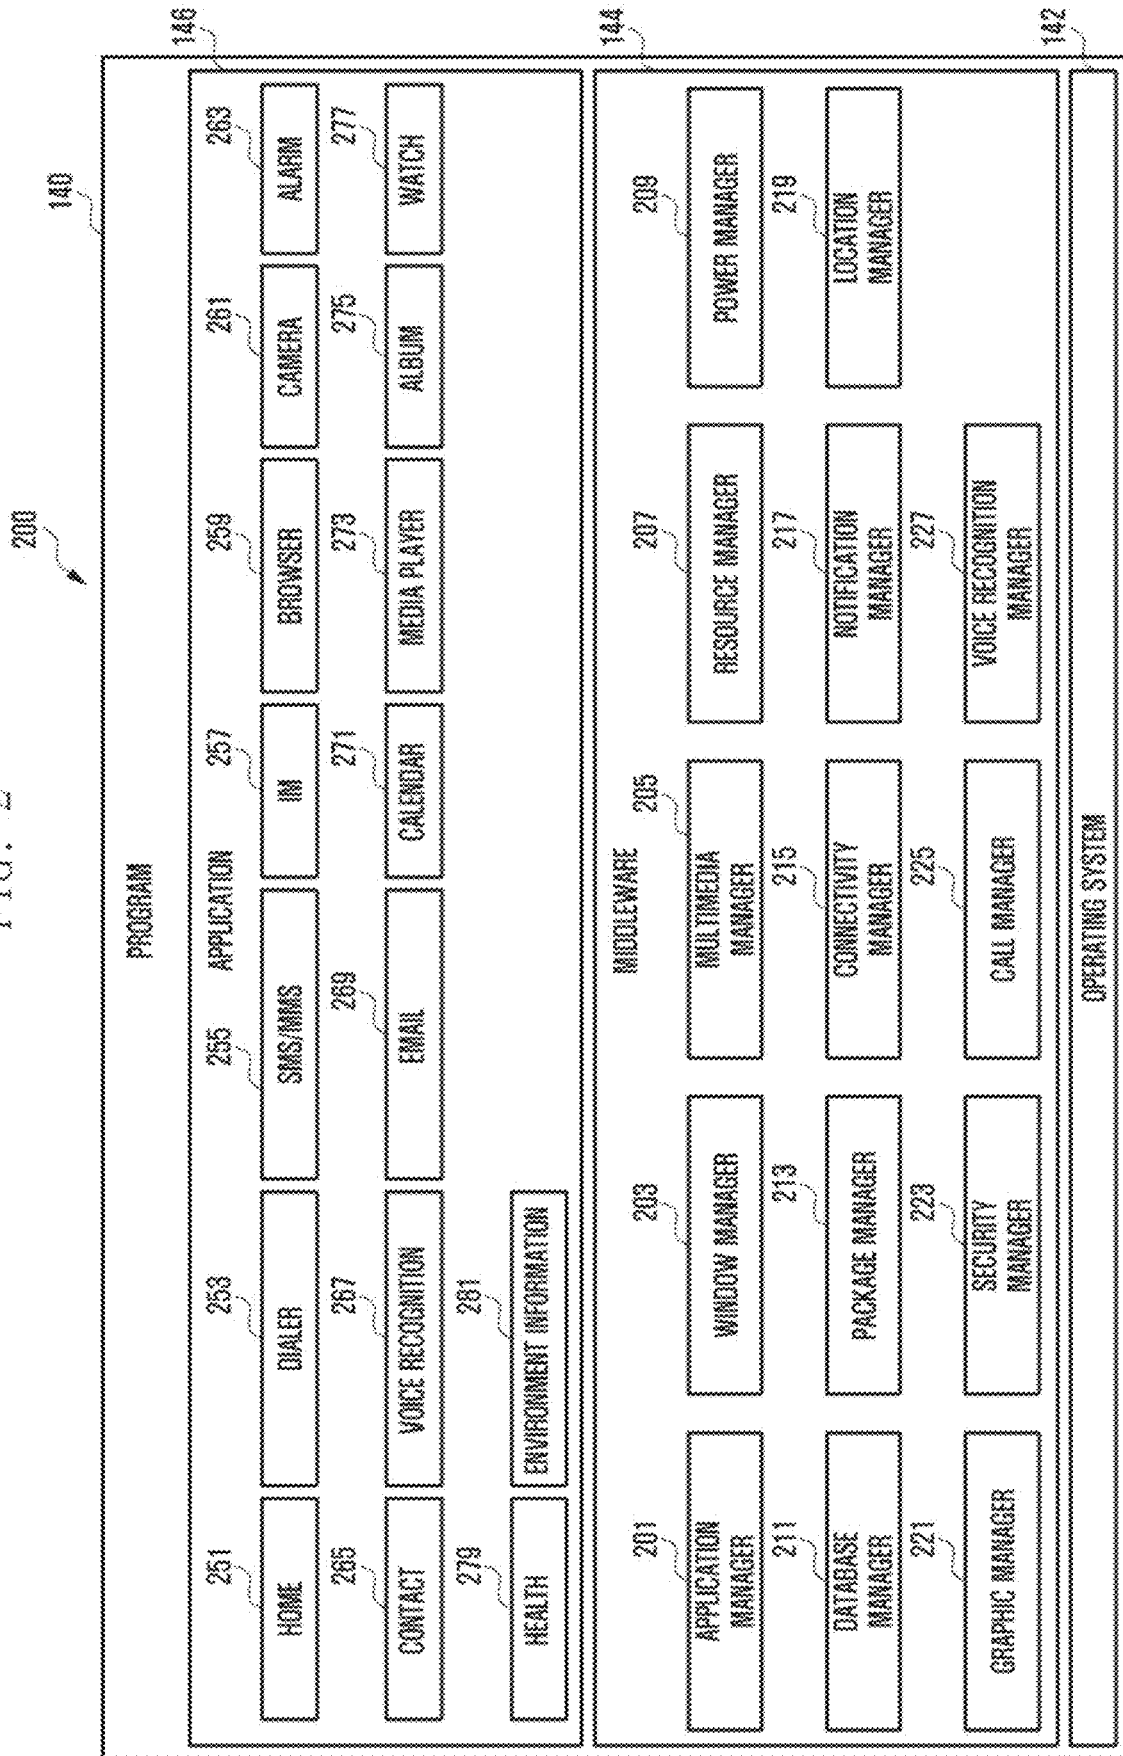 200
PROGRAM
140
APPLICATION
146
251
253
255
257
259
261
263
HOME
DIALER
SMS/MMS
IM
BROWSER
CAMERA
ALARM
265
267
269
271
273
275
277
CONTACT
VOICE RECOGNITION
EMAIL
CALENDAR
MEDIA PLAYER
ALBUM
WATCH
279
281
HEALTH
ENVIRONMENT INFORMATION
MIDDLEWARE
144
201
203
205
207
209
APPLICATION
MANAGER
WINDOW MANAGER
MULTIMEDIA
MANAGER
RESOURCE MANAGER
POWER MANAGER
211
213
215
217
219
DATABASE
MANAGER
PACKAGE MANAGER
CONNECTIVITY
MANAGER
NOTIFICATION
MANAGER
LOCATION
MANAGER
221
223
225
227
GRAPHIC MANAGER
SECURITY
MANAGER
CALL MANAGER
VOICE RECOGNITION
MANAGER
OPERATING SYSTEM
142